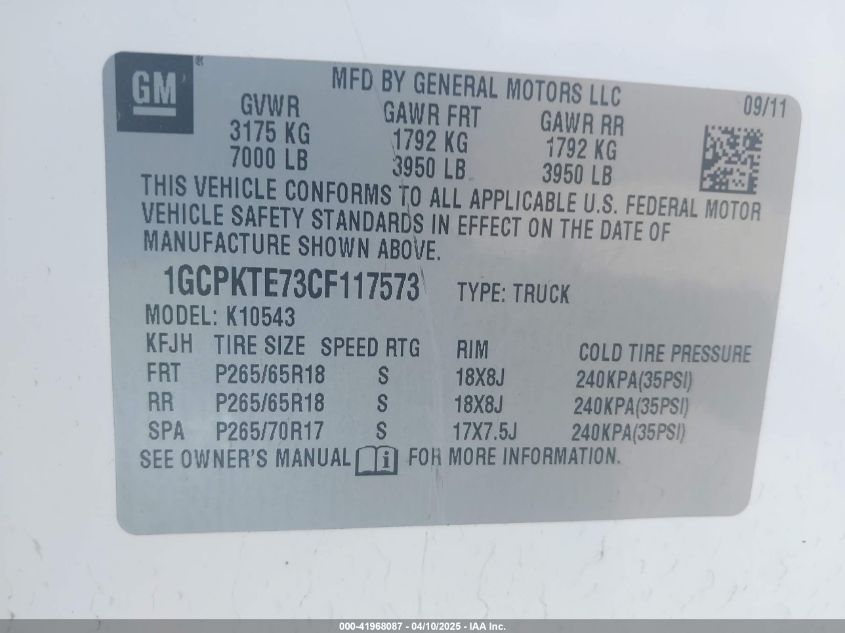 GM®
MFD BY GENERAL MOTORS LLC
09/11
GVWR GAWR FRT GAWR RR
3175 KG 1792 KG 1792 KG
7000 LB 3950 LB 3950 LB
THIS VEHICLE CONFORMS TO ALL APPLICABLE U.S. FEDERAL MOTOR
VEHICLE SAFETY STANDARDS IN EFFECT ON THE DATE OF
MANUFACTURE SHOWN ABOVE.
1GCPKTE73CF117573 TYPE: TRUCK
MODEL: K10543
KFJH TIRE SIZE SPEED RTG RIM COLD TIRE PRESSURE
FRT P265/65R18 S 18X8J 240KPA(35PSI)
RR P265/65R18 S 18X8J 240KPA(35PSI)
SPA P265/70R17 S 17X7.5J 240KPA(35PSI)
SEE OWNER'S MANUAL i FOR MORE INFORMATION.
000-41968087 - 04/10/2025 - IAA Inc.